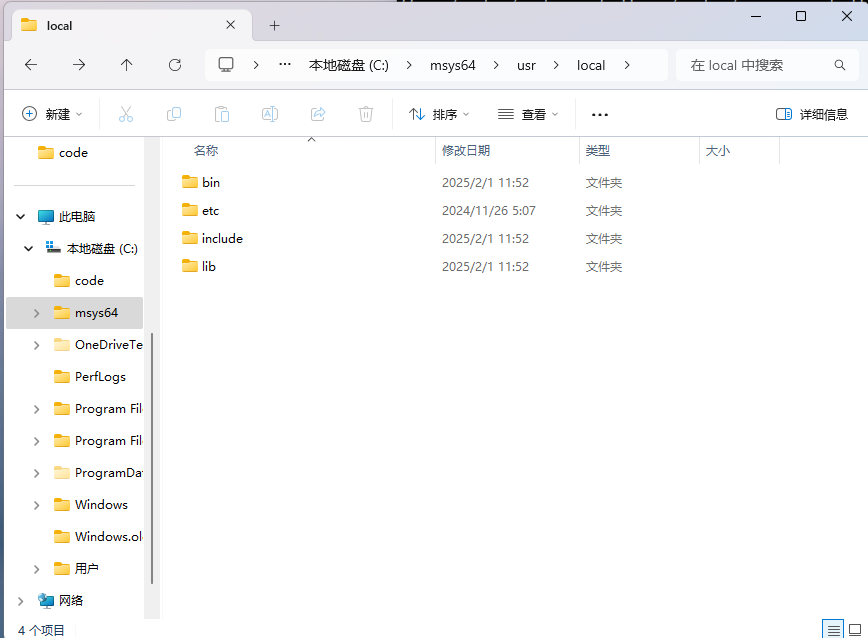 local
本地磁盘 (C:) msys64 usr local 在 local 中搜索
新建 排序 查看 详细信息
名称 修改日期 类型 大小
bin 2025/2/1 11:52 文件夹
etc 2024/11/26 5:07 文件夹
include 2025/2/1 11:52 文件夹
lib 2025/2/1 11:52 文件夹
code
此电脑
本地磁盘 (C:)
code
msys64
OneDriveTe
PerfLogs
Program Fil
Program Fil
ProgramDat
Windows
Windows.ol
用户
网络
4 个项目